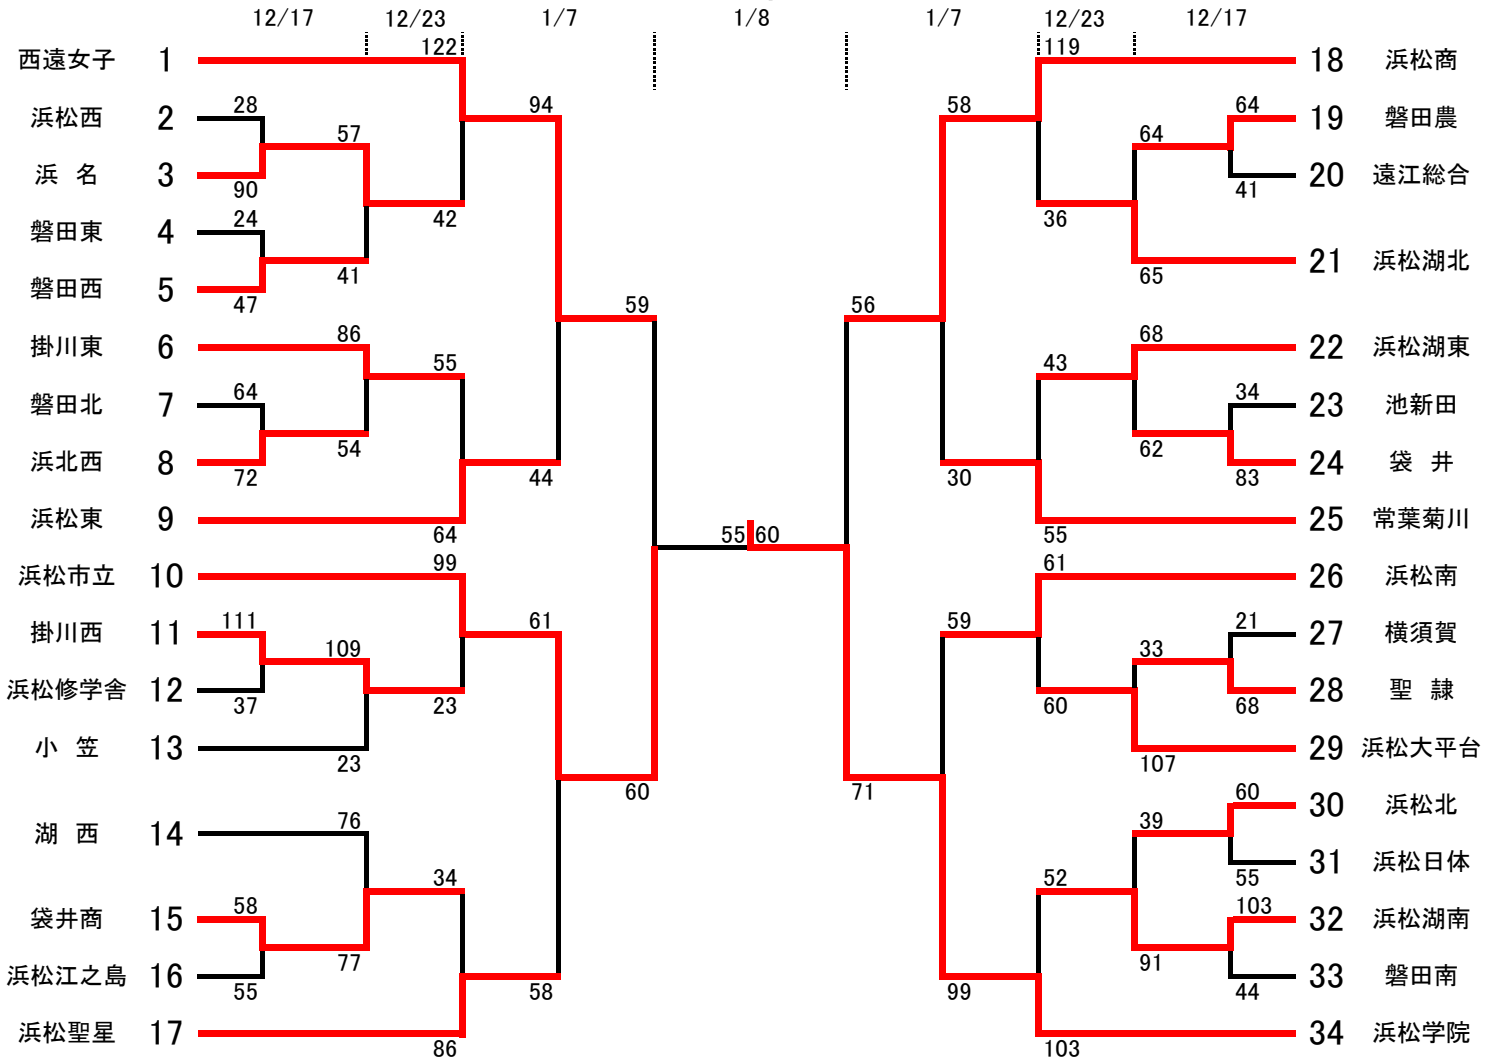 12/17 12/23 1/7 1/8 1/7 12/23 12/17
122 119
西遠女子 1 18 浜松商
28 94 58 64
浜松西 2 19 磐田農
57 64
浜 名 3 20 遠江総合
90 41
24 42 36
磐田東 4
41 65
磐田西 5 21 浜松湖北
47 59 56
86 68
掛川東 6 22 浜松湖東
55 43
64 34
磐田北 7 23 池新田
54 62
浜北西 8 24 袋 井
72 44 30 83
浜松東 9 25 常葉菊川
64 55 60 55
99 61
浜松市立 10 26 浜松南
111 61 59 21
掛川西 11 27 横須賀
109 33
浜松修学舎 12 28 聖 隷
37 23 60 68
小 笠 13 29 浜松大平台
23 107
60 71 60
30 浜松北
76 39
湖 西 14
31 浜松日体
34 52 55
58 103
袋井商 15 32 浜松湖南
77 91
浜松江之島 16 33 磐田南
55 58 99 44
浜松聖星 17 34 浜松学院
86 103